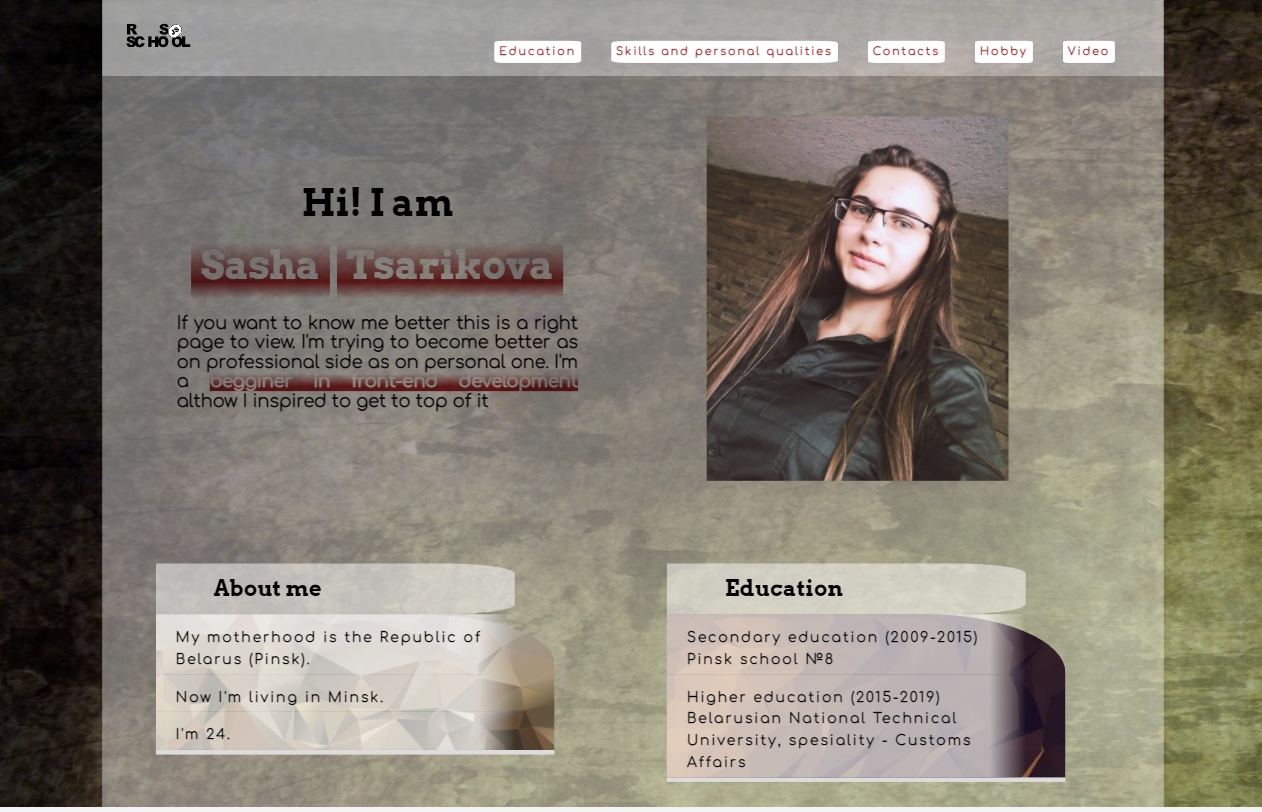 RS
SCHOOL
Education Skills and personal qualities Contacts Hobby Video
Hi! I am
Sasha Tsarikova
If you want to know me better this is a right
page to view. I'm trying to become better as
on professional side as on personal one. I'm
a begginer in front-end development
althow I inspired to get to top of it
About me
My motherhood is the Republic of
Belarus (Pinsk).
Now I'm living in Minsk.
I'm 24.
Education
Secondary education (2009-2015)
Pinsk school №8
Higher education (2015-2019)
Belarusian National Technical
University, spesiality - Customs
Affairs